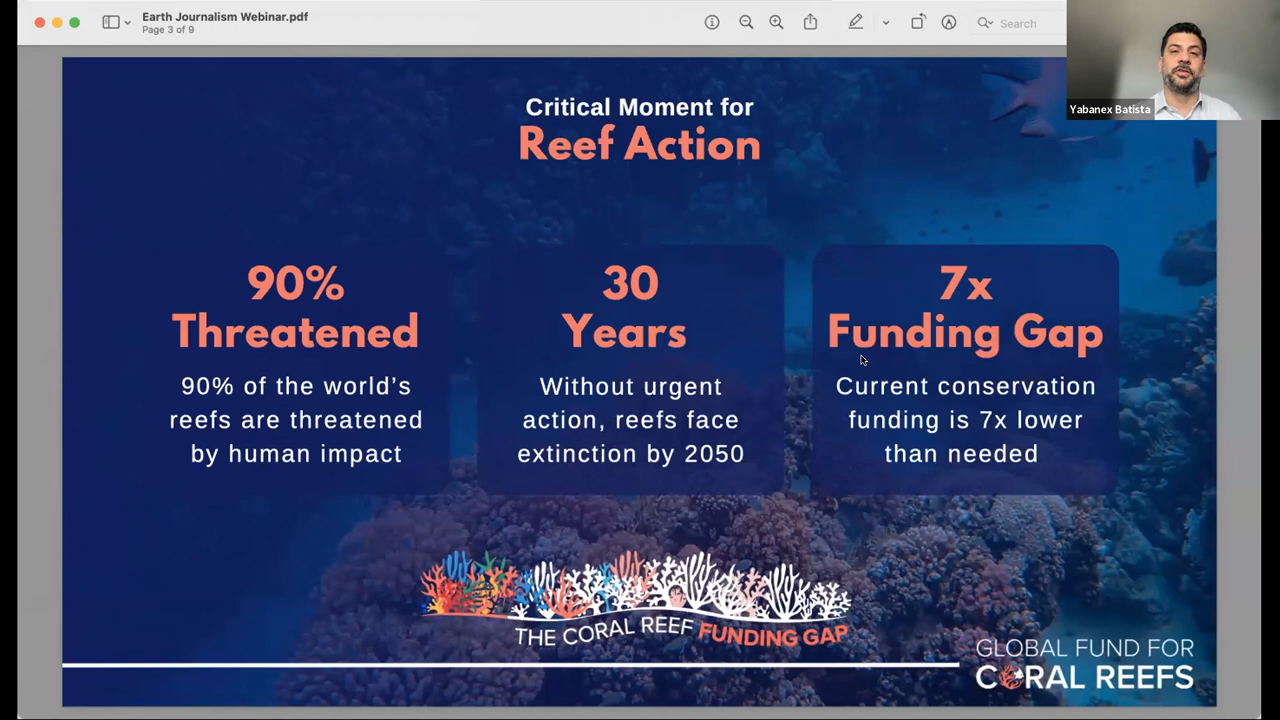 Earth Journalism Webinar.pdf
Page 3 of 9
Search
Yabanex Batista
Critical Moment for
Reef Action
90%
Threatened
90% of the world’s
reefs are threatened
by human impact
30
Years
Without urgent
action, reefs face
extinction by 2050
7x
Funding Gap
Current conservation
funding is 7x lower
than needed
THE CORAL REEF FUNDING GAP
GLOBAL FUND FOR
CORAL REEFS